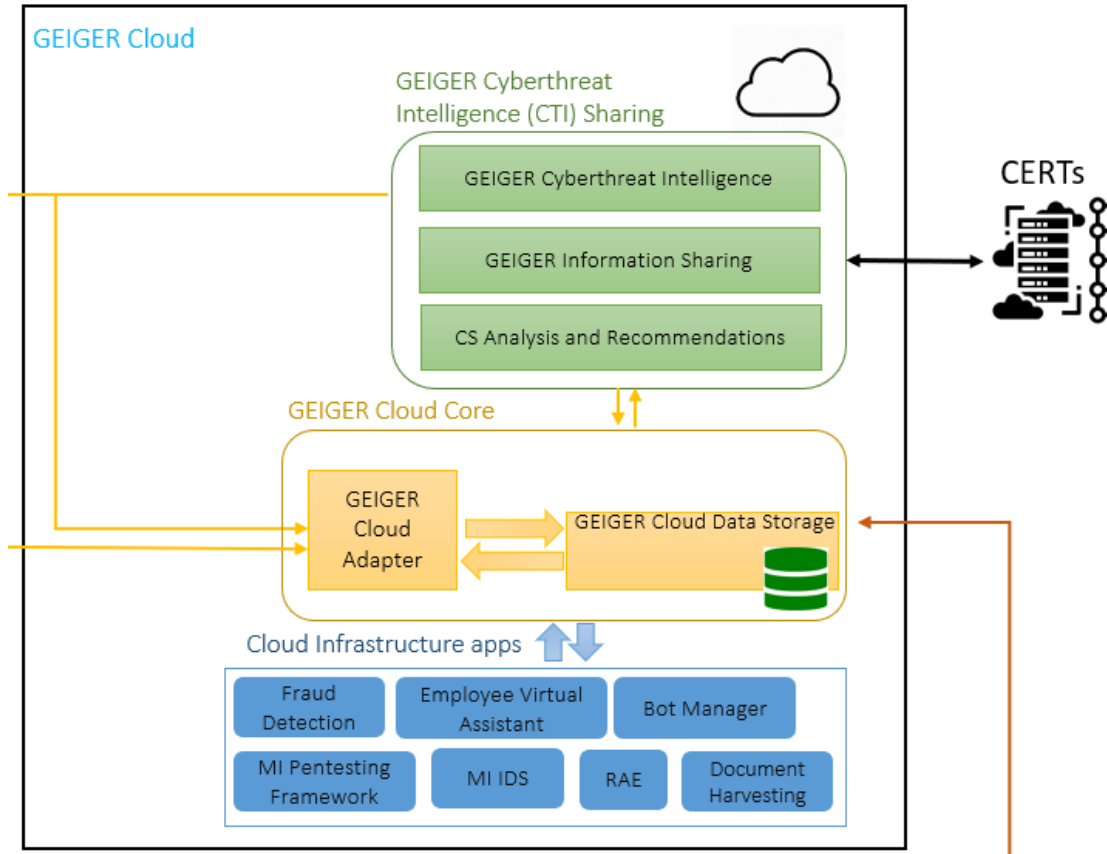 GEIGER Cloud
GEIGER Cyberthreat
Intelligence (CTI) Sharing
GEIGER Cyberthreat Intelligence
GEIGER Information Sharing
CS Analysis and Recommendations
CERTs
GEIGER Cloud Core
GEIGER
Cloud
Adapter
GEIGER Cloud Data Storage
Cloud Infrastructure apps
Fraud
Detection
Employee Virtual
Assistant
Bot Manager
MI Pentesting
Framework
MI IDS
RAE
Document
Harvesting